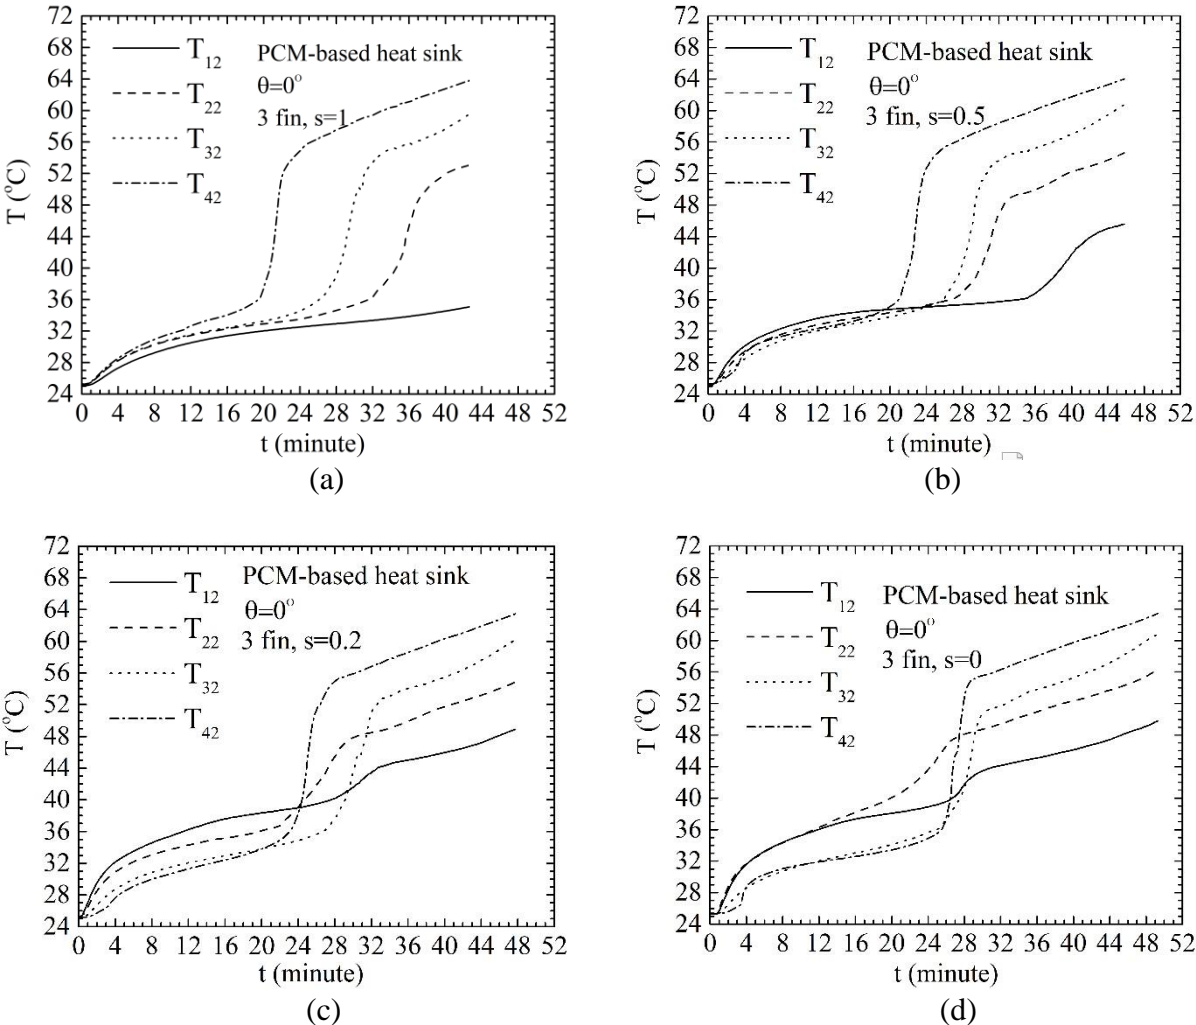 72
68
64
60
56
52
48
44
40
36
32
28
24
T (°C)
T₁₂
T₂₂
T₃₂
T₄₂
PCM-based heat sink
θ=0°
3 fin, s=1
0 4 8 12 16 20 24 28 32 36 40 44 48 52
t (minute)
(a)
72
68
64
60
56
52
48
44
40
36
32
28
24
T (°C)
T₁₂
T₂₂
T₃₂
T₄₂
PCM-based heat sink
θ=0°
3 fin, s=0.5
0 4 8 12 16 20 24 28 32 36 40 44 48 52
t (minute)
(b)
72
68
64
60
56
52
48
44
40
36
32
28
24
T (°C)
T₁₂
T₂₂
T₃₂
T₄₂
PCM-based heat sink
θ=0°
3 fin, s=0.2
0 4 8 12 16 20 24 28 32 36 40 44 48 52
t (minute)
(c)
72
68
64
60
56
52
48
44
40
36
32
28
24
T (°C)
T₁₂
T₂₂
T₃₂
T₄₂
PCM-based heat sink
θ=0°
3 fin, s=0
0 4 8 12 16 20 24 28 32 36 40 44 48 52
t (minute)
(d)